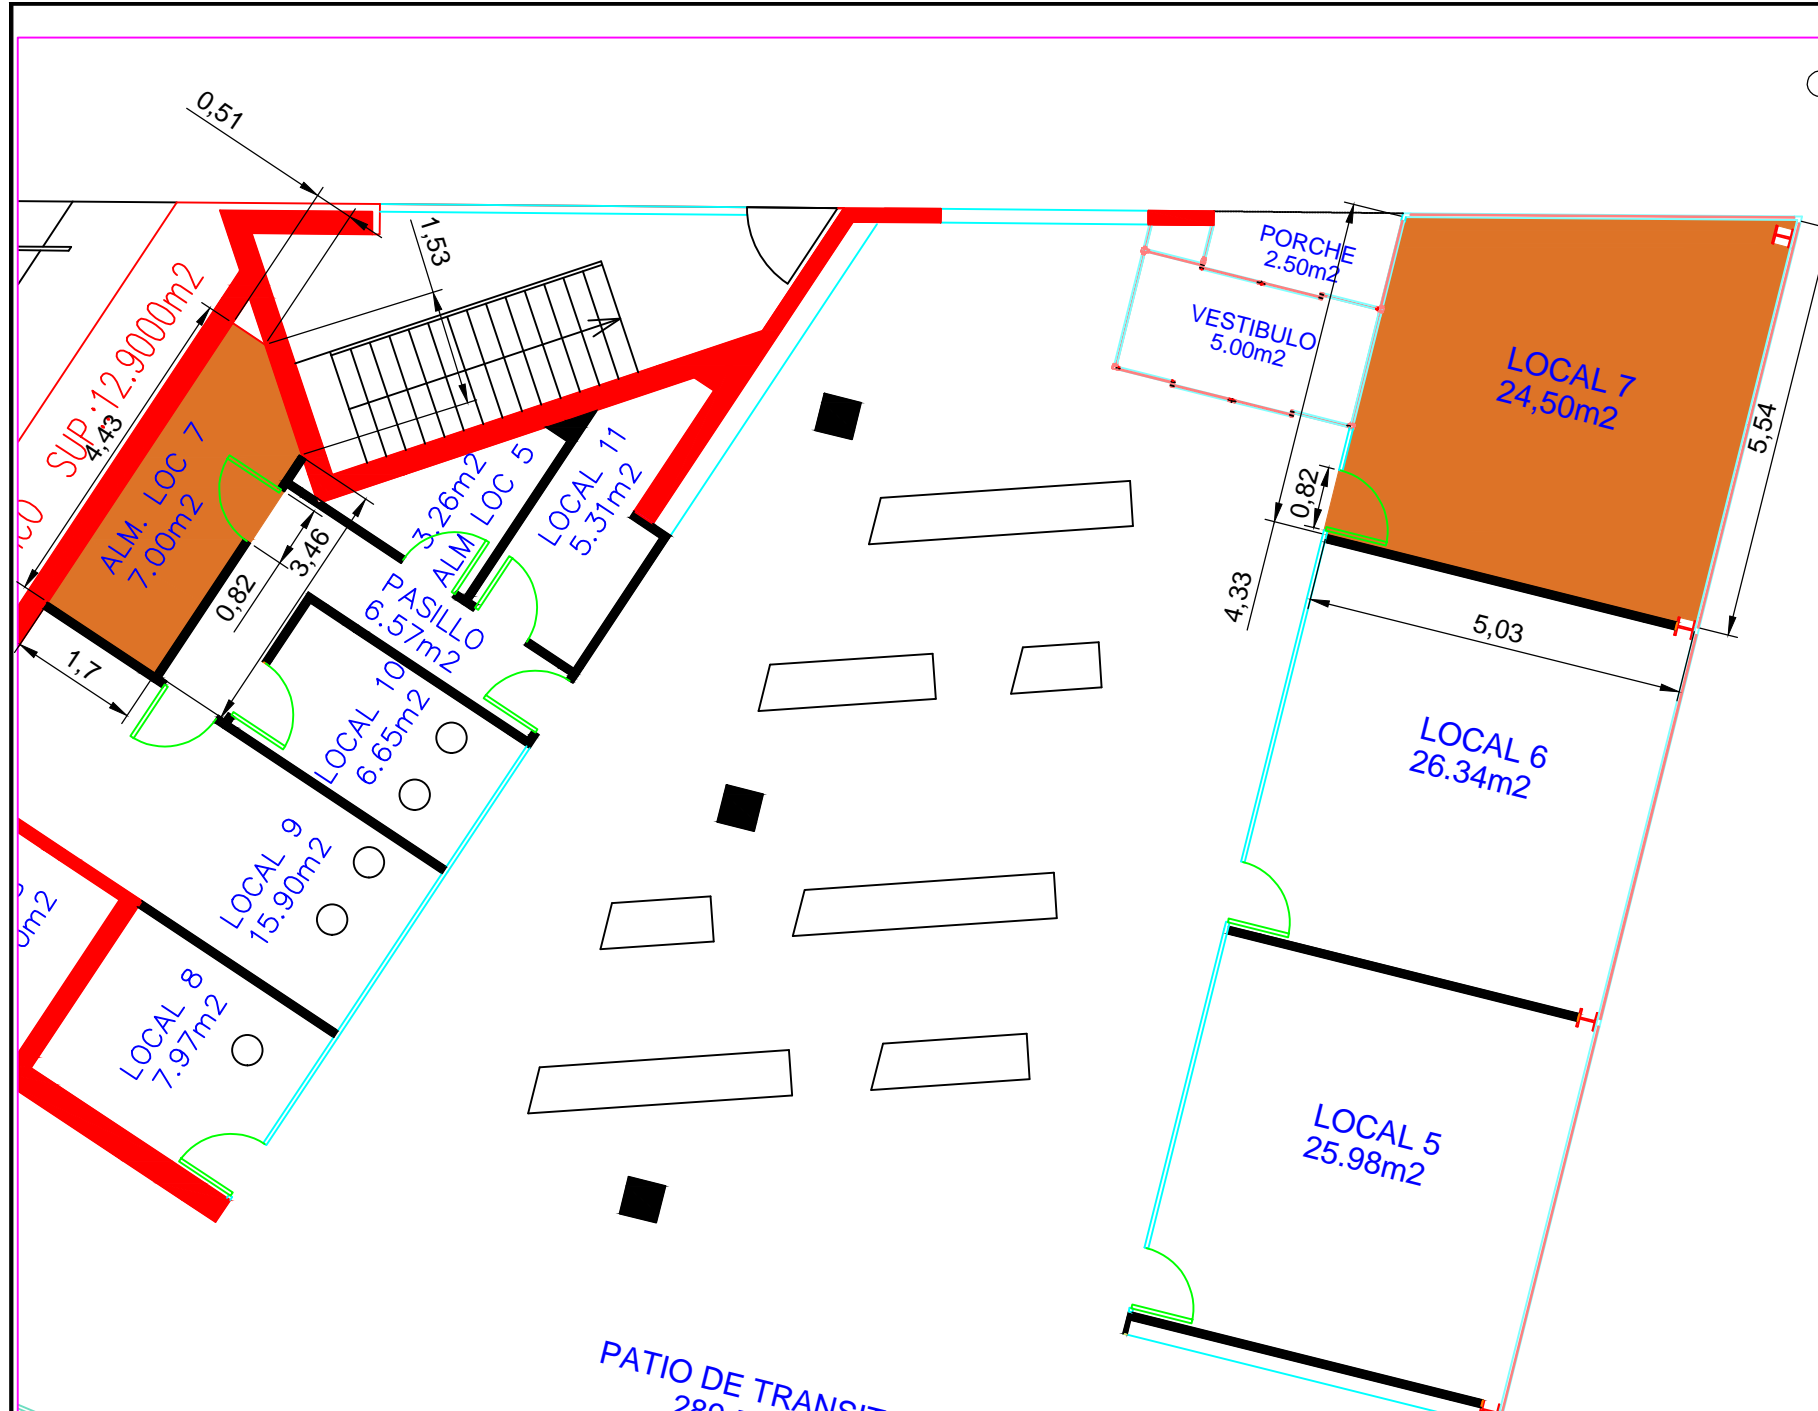 0,51
1,53
PORCHE
2.50m2
VESTIBULO
5.00m2
LOCAL 7
24,50m2
5,54
SUP.:12.9000m2
4,43
ALM. LOC 7
7.00m2
3.26m2
ALM LOC 5
LOCAL 11
5.31m2
0,82
3,46
0,82
PASILLO
6.57m2
1,7
4,33
5,03
LOCAL 10
6.65m2
LOCAL 6
26.34m2
LOCAL 9
15.90m2
LOCAL 8
7.97m2
LOCAL 5
25.98m2
PATIO DE TRANSIT